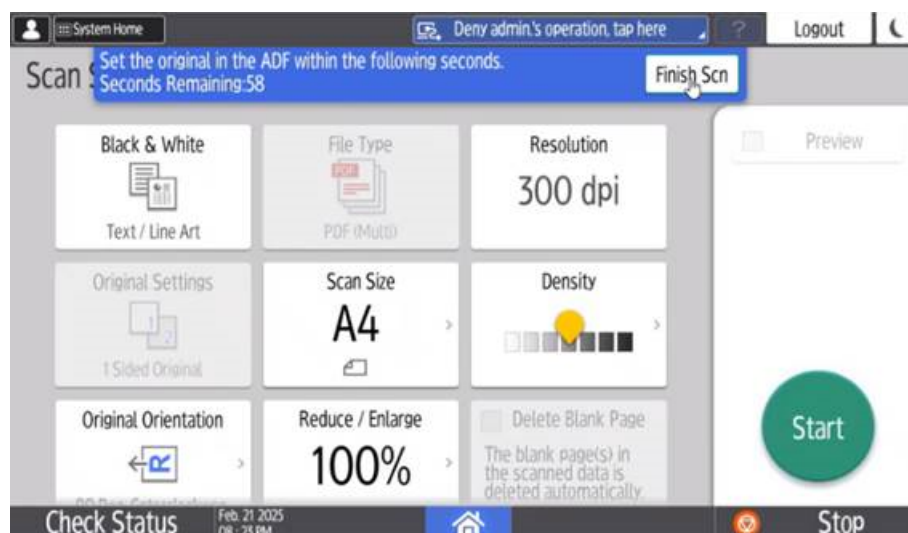 System Home
Deny admin.'s operation, tap here
?
Logout
Scan S
Set the original in the ADF within the following seconds.
Seconds Remaining:58
Finish Scn
Black & White
Text / Line Art
File Type
PDF
PDF (Multi)
Resolution
300 dpi
Preview
Original Settings
1
2
1 Sided Original
Scan Size
A4
Density
Original Orientation
R
Reduce / Enlarge
100%
Delete Blank Page
The blank page(s) in
the scanned data is
deleted automatically.
Start
Check Status
Feb. 21 2025
Stop